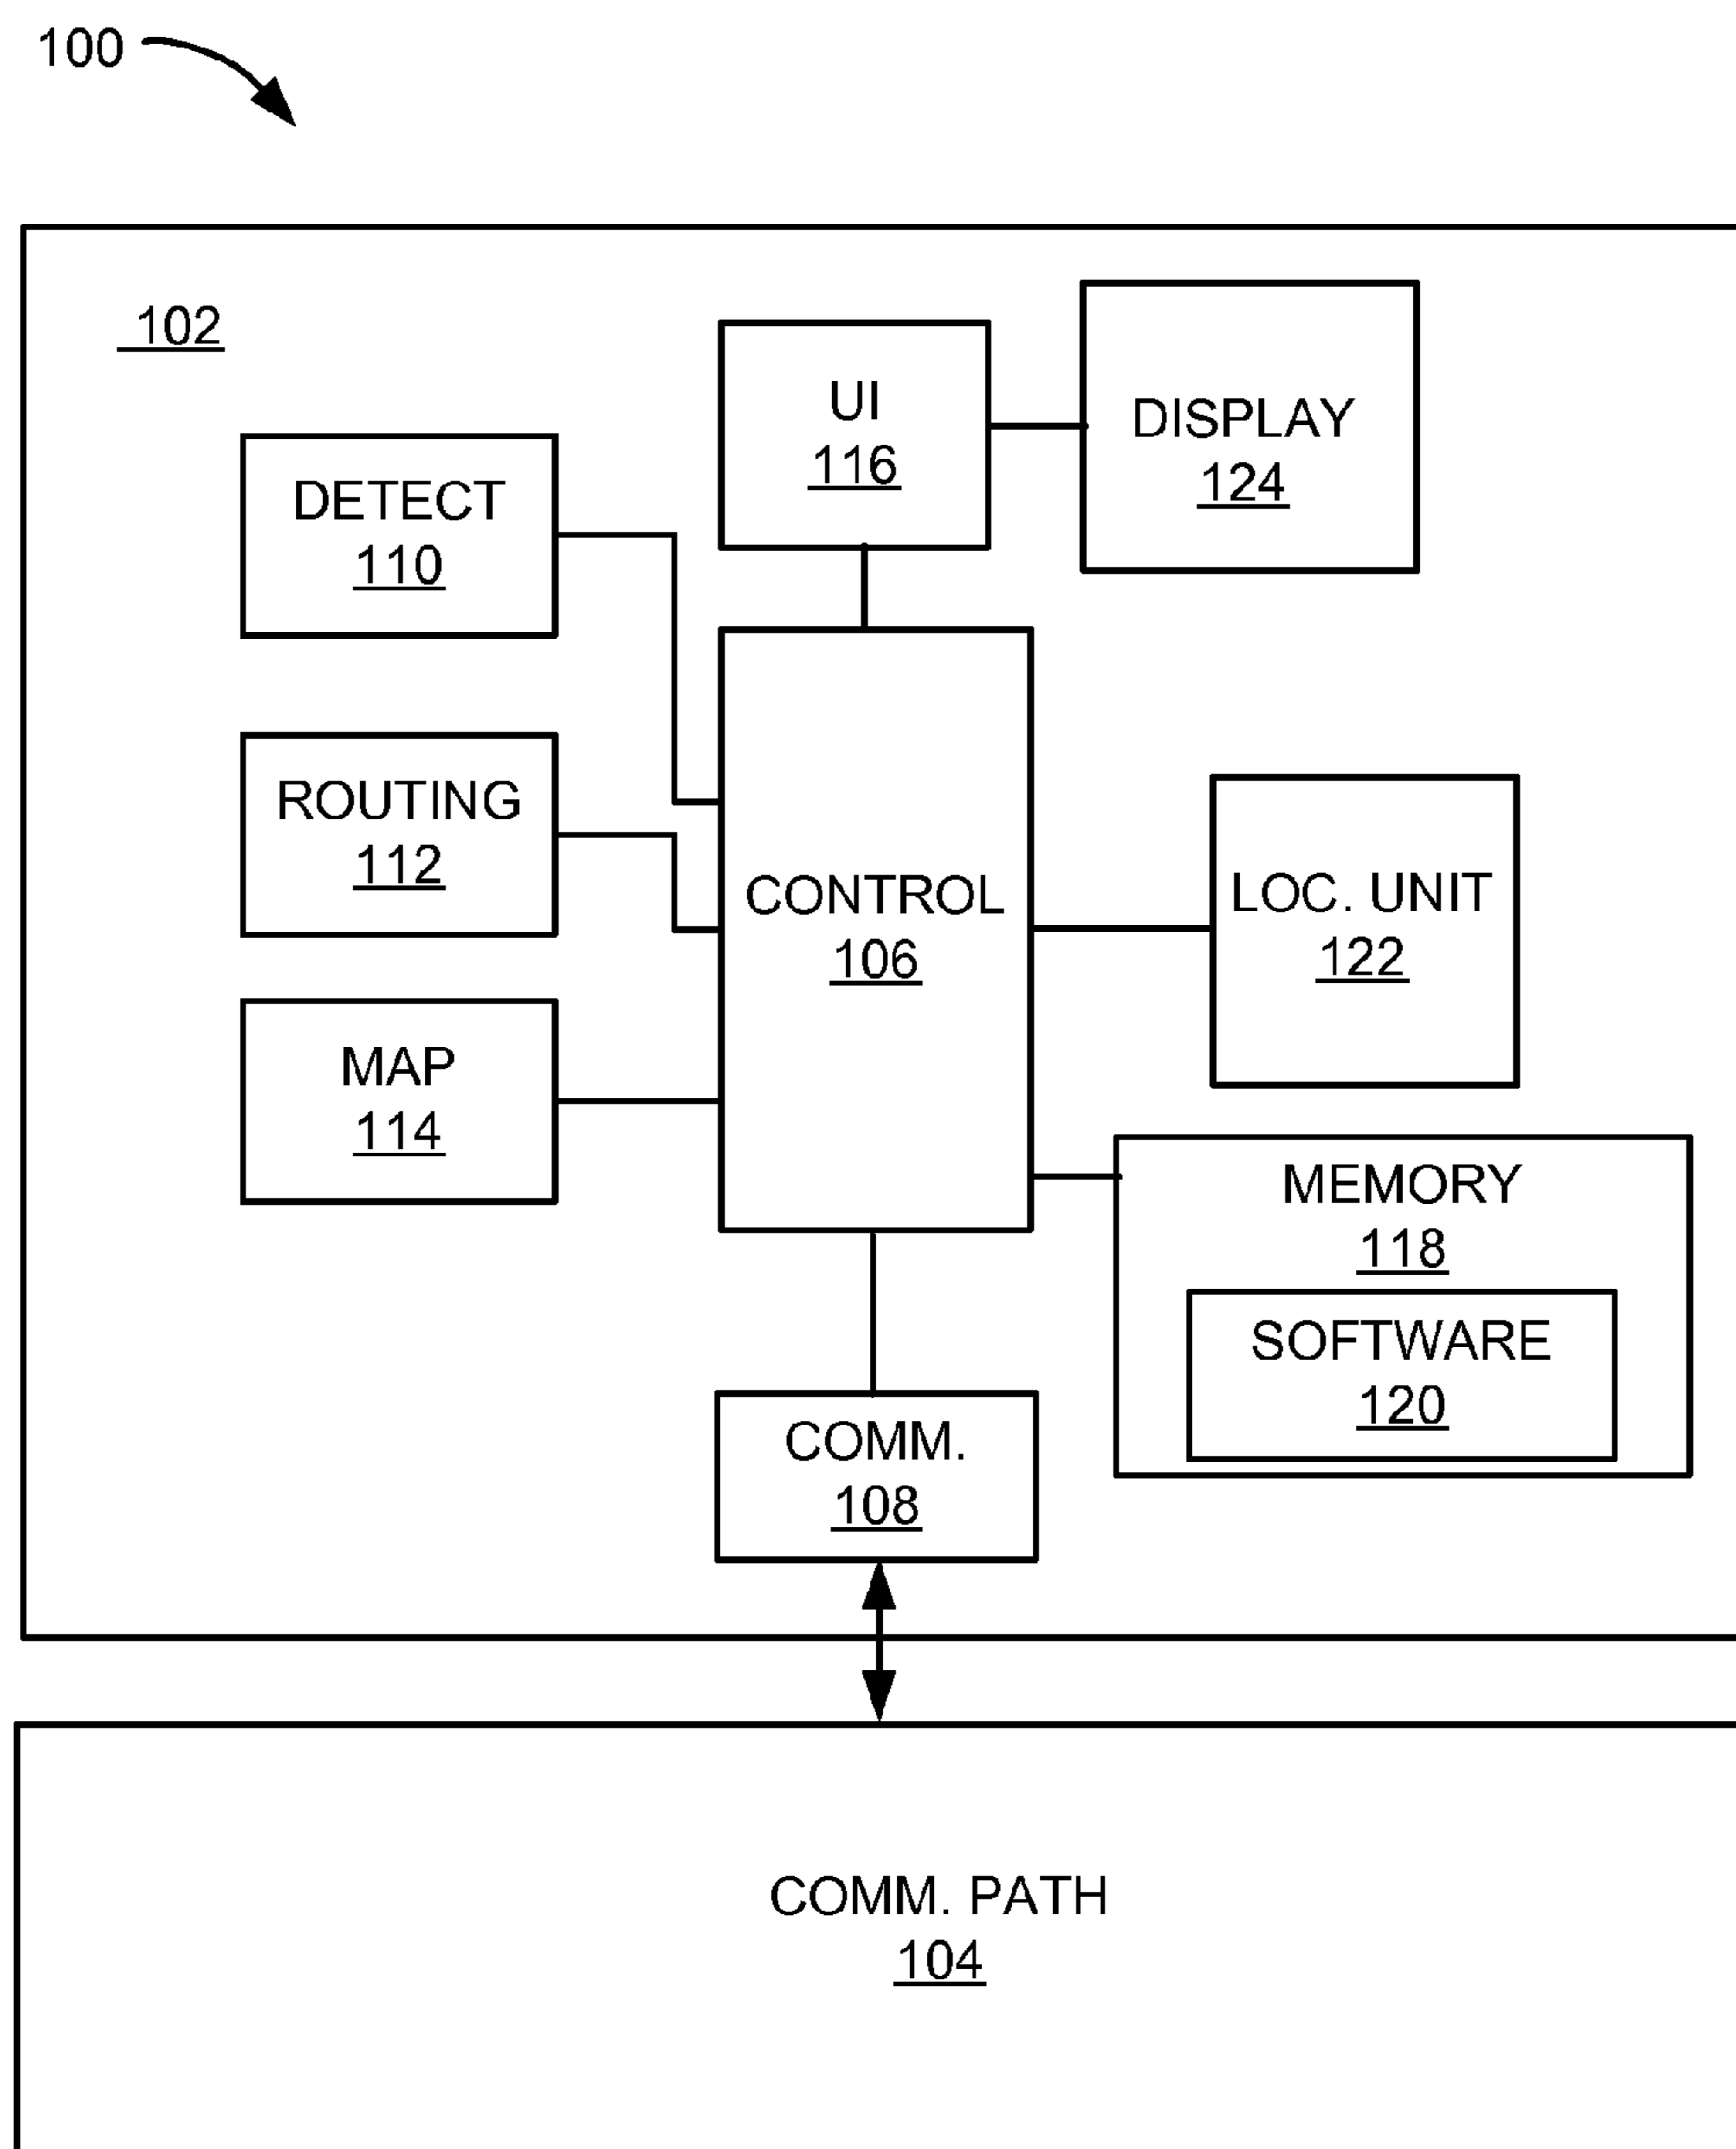 100
102
UI
116
DISPLAY
124
DETECT
110
ROUTING
112
CONTROL
106
LOC. UNIT
122
MAP
114
MEMORY
118
SOFTWARE
120
COMM.
108
COMM. PATH
104